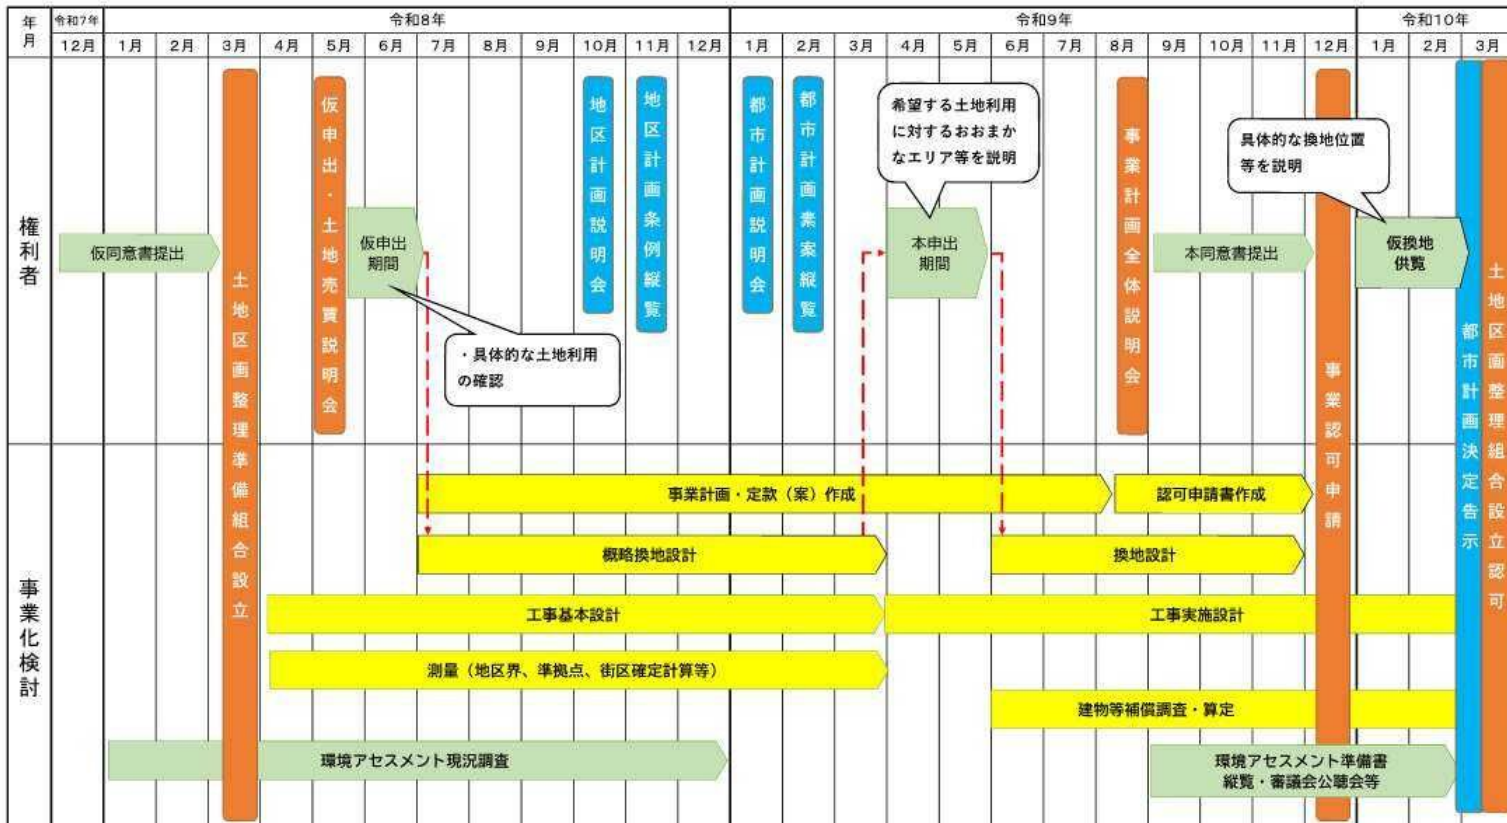 年
月
令和7年
令和8年
令和9年
令和10年
12月
1月
2月
3月
4月
5月
6月
7月
8月
9月
10月
11月
12月
1月
2月
3月
4月
5月
6月
7月
8月
9月
10月
11月
12月
1月
2月
3月
権利者
仮同意書提出
土地区画整理準備組合設立
仮申出・土地売買説明会
仮申出
期間
・具体的な土地利用
の確認
地区計画説明会
地区計画条例縦覧
都市計画説明会
都市計画素案縦覧
希望する土地利用
に対するおおまか
なエリア等を説明
本申出
期間
事業計画全体説明会
本同意書提出
事業認可申請
具体的な換地位置
等を説明
仮換地
供覧
都市計画決定告示
土地区画整理組合設立認可
事業化検討
事業計画・定款（案）作成
認可申請書作成
概略換地設計
換地設計
工事基本設計
工事実施設計
測量（地区界、準拠点、街区確定計算等）
建物等補償調査・算定
環境アセスメント現況調査
環境アセスメント準備書
縦覧・審議会公聴会等